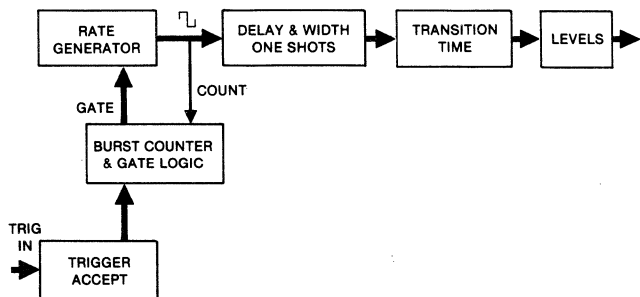 RATE
GENERATOR
DELAY & WIDTH
ONE SHOTS
TRANSITION
TIME
LEVELS
GATE
COUNT
BURST COUNTER
& GATE LOGIC
TRIG
IN
TRIGGER
ACCEPT